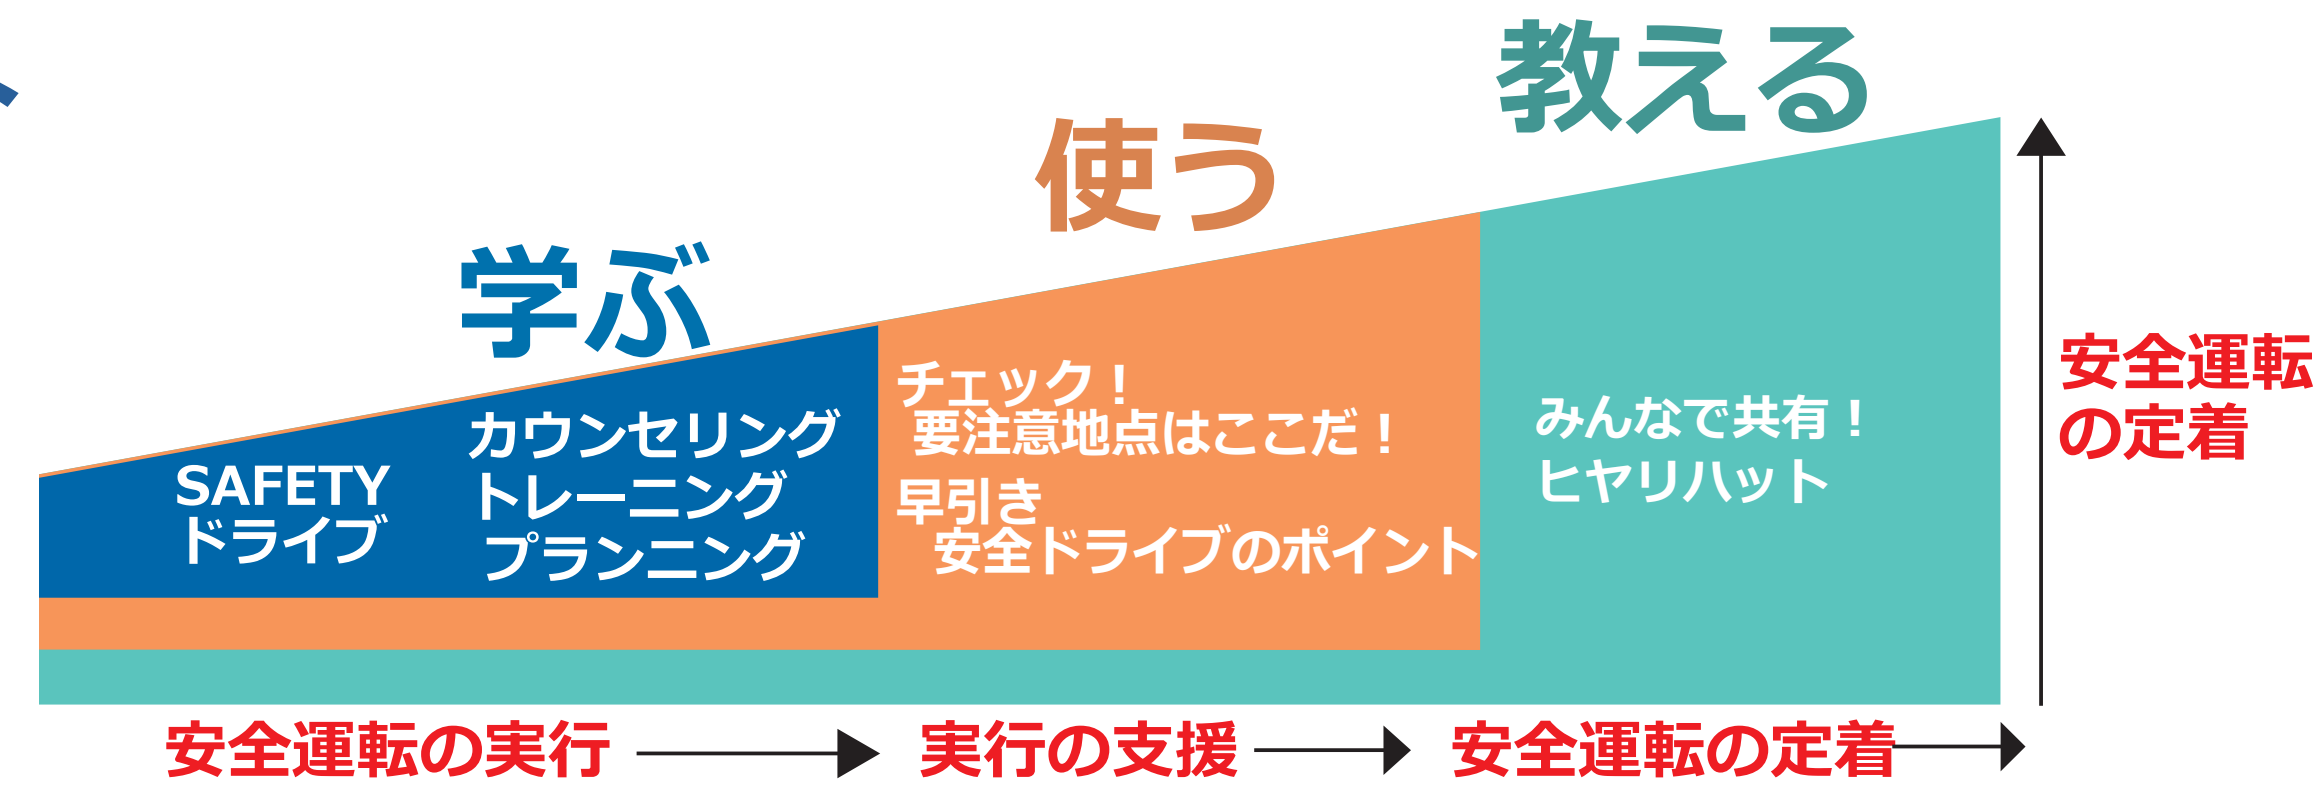 教える
使う
学ぶ
SAFETY
ドライブ
カウンセリング
トレーニング
プランニング
チェック！
要注意地点はここだ！
早引き
安全ドライブのポイント
みんなで共有！
ヒヤリハット
安全運転
の定着
安全運転の実行
実行の支援
安全運転の定着